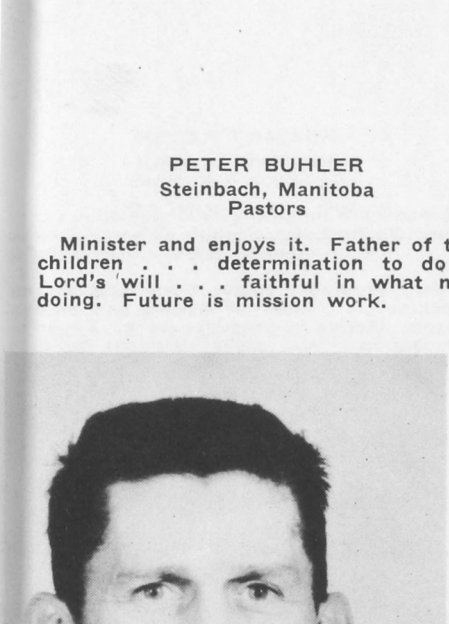 PETER BUHLER
Steinbach, Manitoba
Pastors
Minister and enjoys it. Father of
children . . . determination to do
Lord's will . . . faithful in what
doing. Future is mission work.